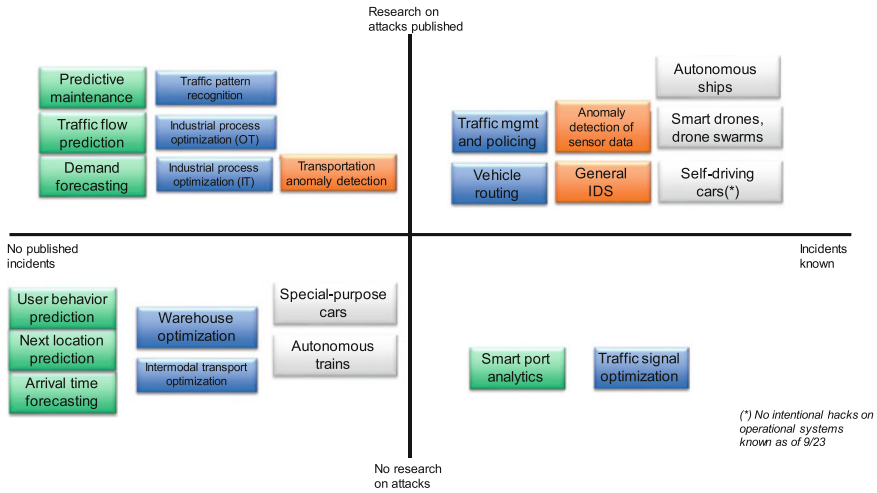 Research on
attacks published
Predictive
maintenance
Traffic pattern
recognition
Traffic flow
prediction
Industrial process
optimization (OT)
Demand
forecasting
Industrial process
optimization (IT)
Transportation
anomaly detection
Autonomous
ships
Traffic mgmt
and policing
Anomaly
detection of
sensor data
Smart drones,
drone swarms
Vehicle
routing
General
IDS
Self-driving
cars(*)
No published
incidents
Incidents
known
User behavior
prediction
Warehouse
optimization
Special-purpose
cars
Next location
prediction
Intermodal transport
optimization
Autonomous
trains
Arrival time
forecasting
Smart port
analytics
Traffic signal
optimization
(*) No intentional hacks on
operational systems
known as of 9/23
No research
on attacks